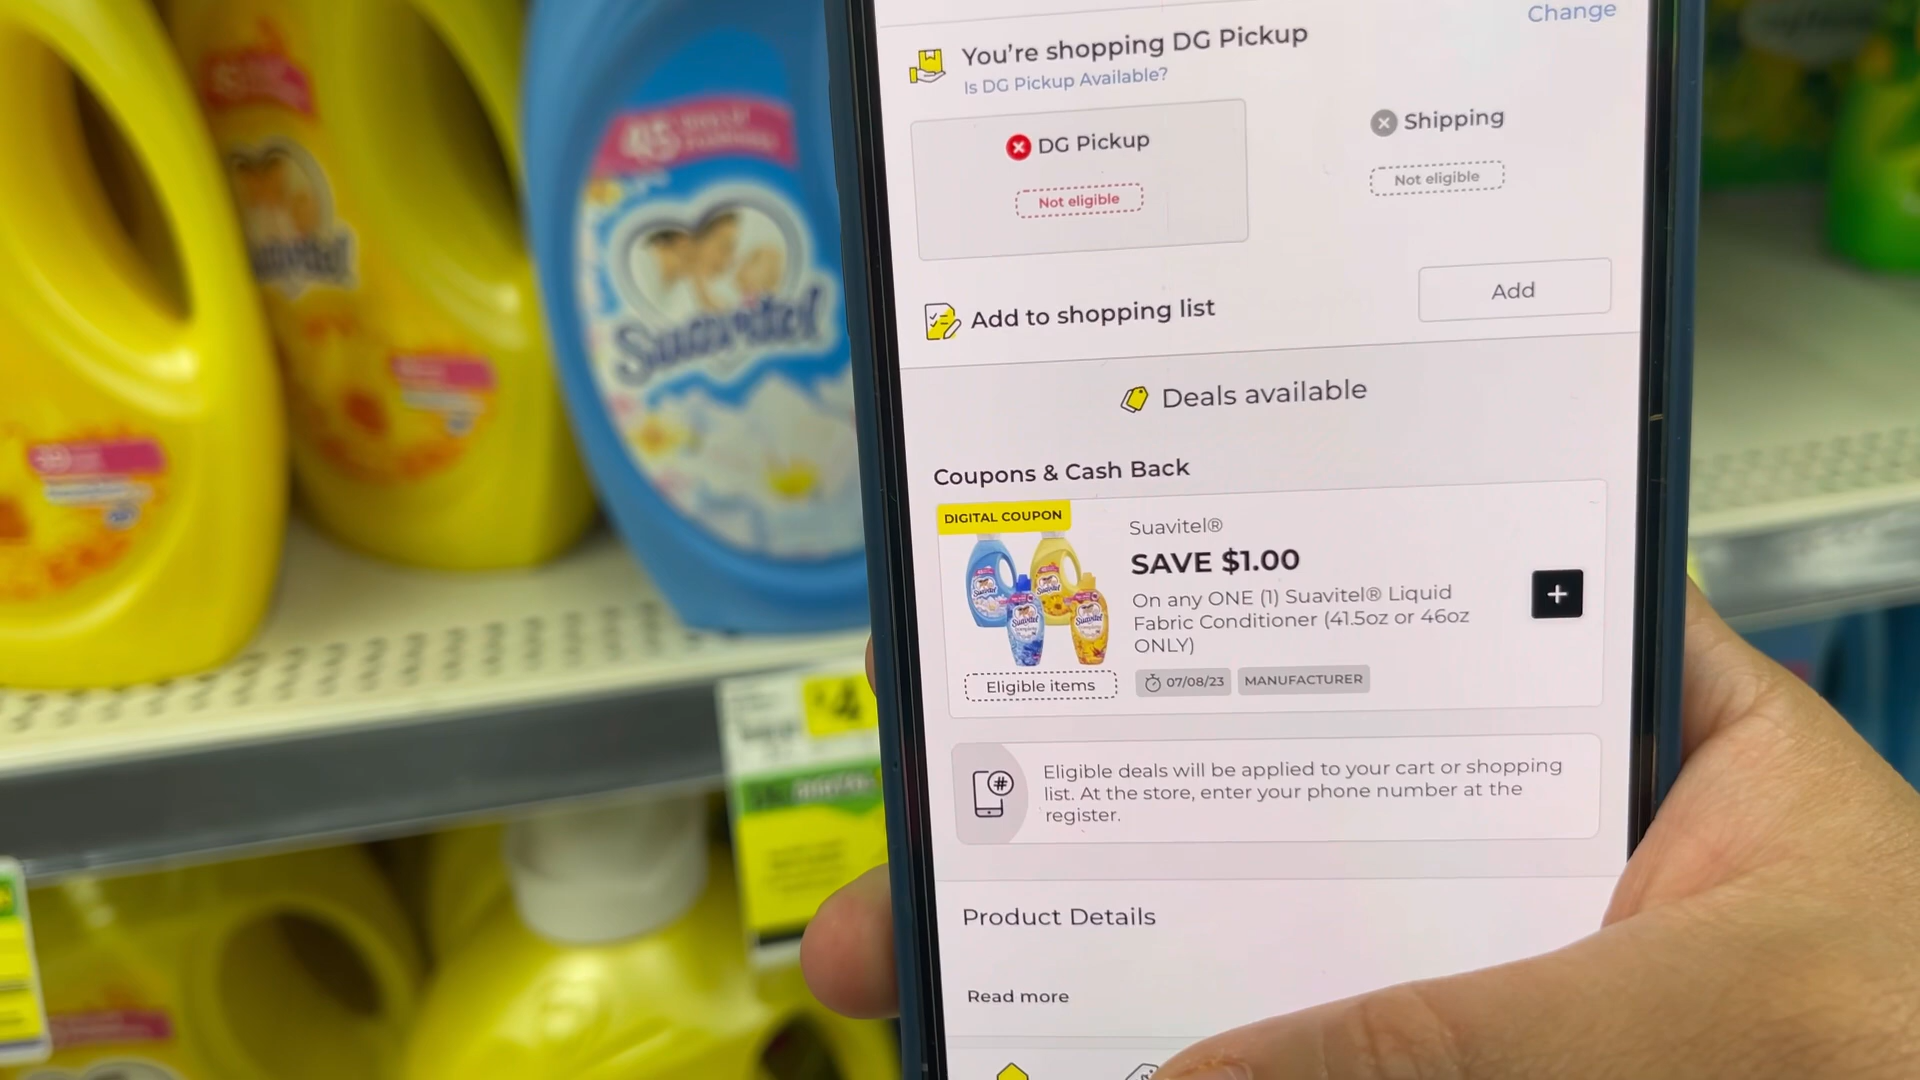 Change
You're shopping DG Pickup
Is DG Pickup Available?
DG Pickup
Not eligible
Shipping
Not eligible
Add to shopping list
Add
Deals available
Coupons & Cash Back
DIGITAL COUPON
Suavitel®
SAVE $1.00
On any ONE (1) Suavitel® Liquid
Fabric Conditioner (41.5oz or 46oz
ONLY)
Eligible items
07/08/23
MANUFACTURER
Eligible deals will be applied to your cart or shopping
list. At the store, enter your phone number at the
register.
Product Details
Read more
Suavitel
Suavitel
45